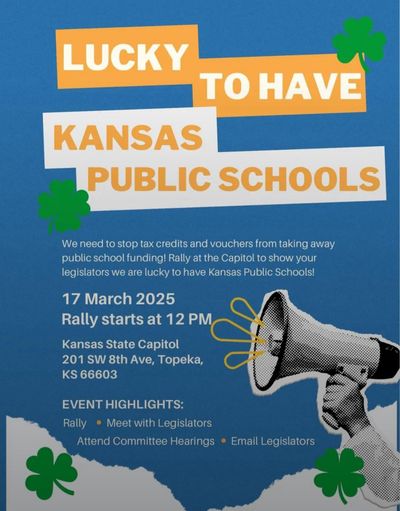 LUCKY
TO HAVE
KANSAS
PUBLIC SCHOOLS
We need to stop tax credits and vouchers from taking away
public school funding! Rally at the Capitol to show your
legislators we are lucky to have Kansas Public Schools!
17 March 2025
Rally starts at 12 PM
Kansas State Capitol
201 SW 8th Ave, Topeka,
KS 66603
EVENT HIGHLIGHTS:
Rally • Meet with Legislators
Attend Committee Hearings • Email Legislators